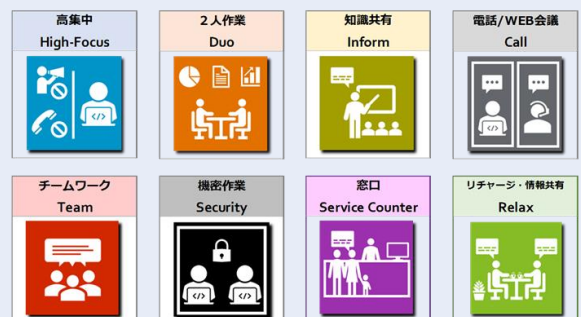 高集中
High-Focus
２人作業
Duo
知識共有
Inform
電話/WEB会議
Call
</>
</>
チームワーク
Team
機密作業
Security
窓口
Service Counter
リチャージ・情報共有
Relax
</>
</>